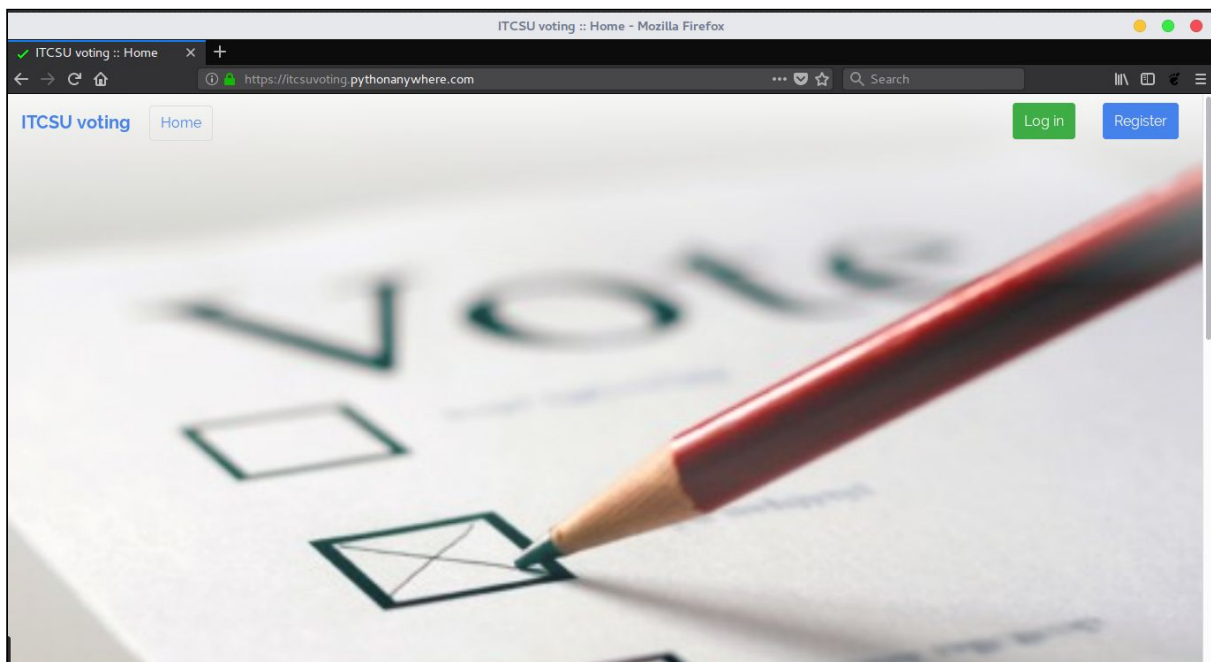 ITCSU voting :: Home - Mozilla Firefox
ITCSU voting :: Home
https://itcsuvoting.pythonanywhere.com
Search
ITCSU voting Home Log in Register
Vote